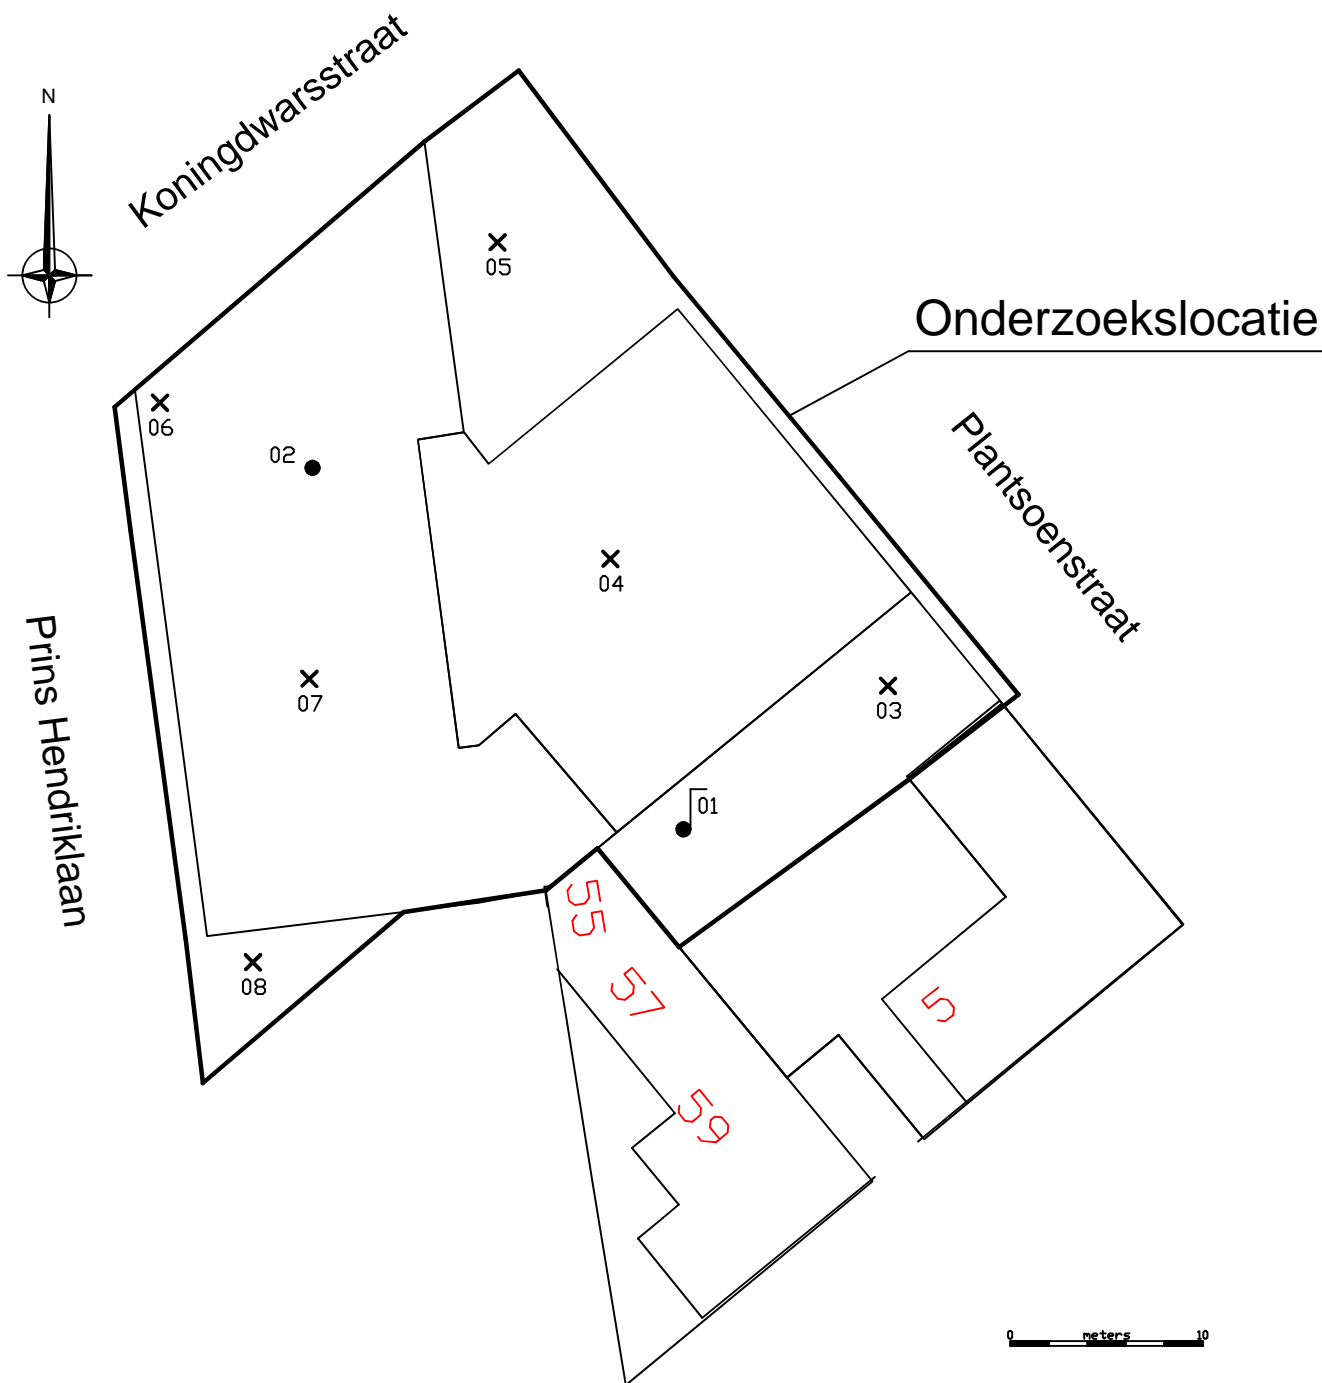 Koningdwarsstraat
N
05
Onderzoekslocatie
06
02
Plantsoenstraat
04
Prins Hendriklaan
07
03
01
55
57
08
5
59
0 meters 10